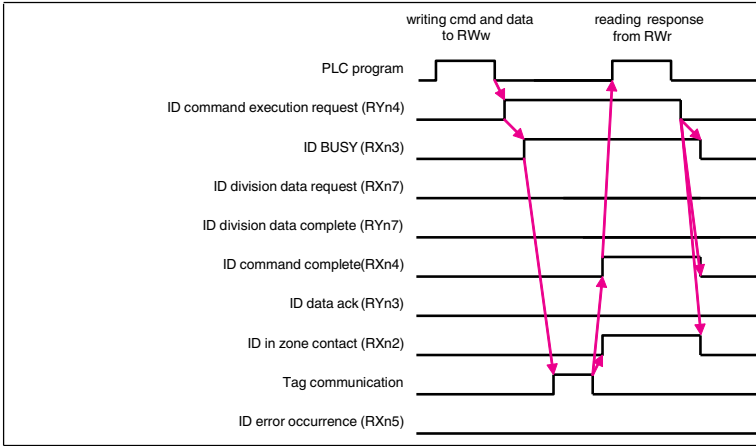 writing cmd and data
to RWw
reading response
from RWr
PLC program
ID command execution request (RYn4)
ID BUSY (RXn3)
ID division data request (RXn7)
ID division data complete (RYn7)
ID command complete(RXn4)
ID data ack (RYn3)
ID in zone contact (RXn2)
Tag communication
ID error occurrence (RXn5)